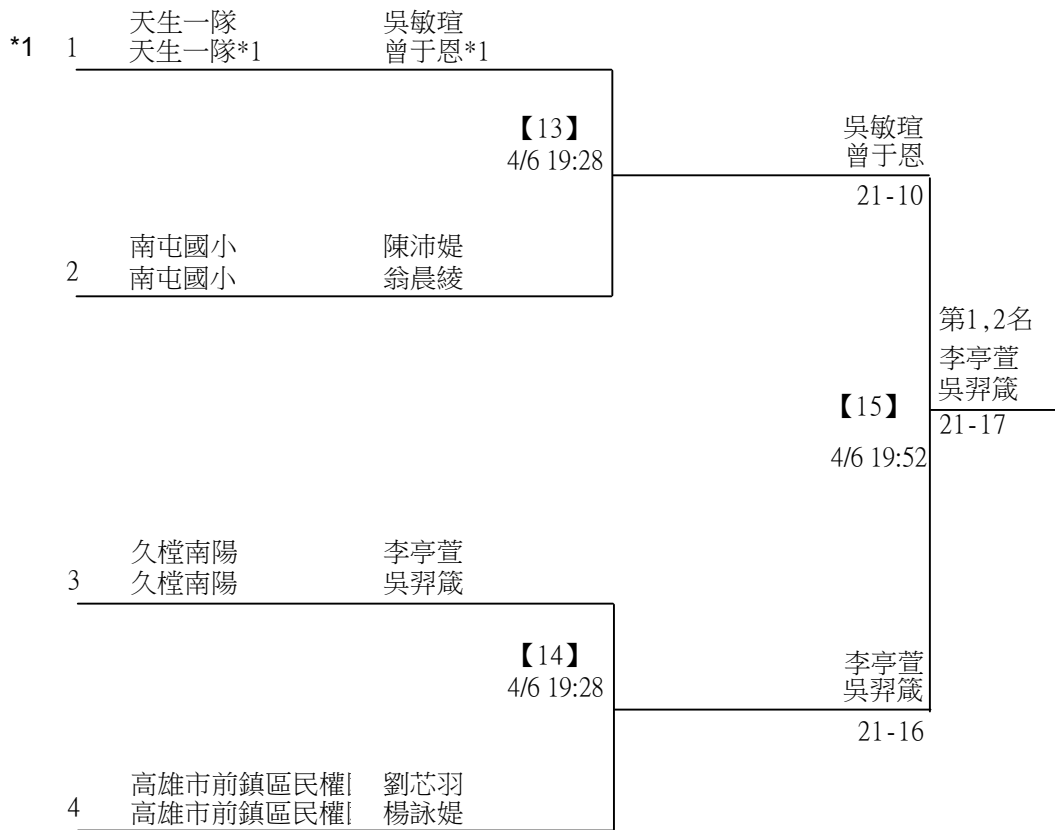 天生一隊 吳敏瑄
*1 1 天生一隊*1 曾于恩*1
【13】
4/6 19:28
吳敏瑄
曾于恩
21-10
南屯國小 陳沛媞
2 南屯國小 翁晨綾
第1,2名
李亭萱
吳羿箴
【15】
21-17
4/6 19:52
久樘南陽 李亭萱
3 久樘南陽 吳羿箴
【14】
4/6 19:28
李亭萱
吳羿箴
21-16
高雄市前鎮區民權 劉芯羽
4 高雄市前鎮區民權 楊詠媞